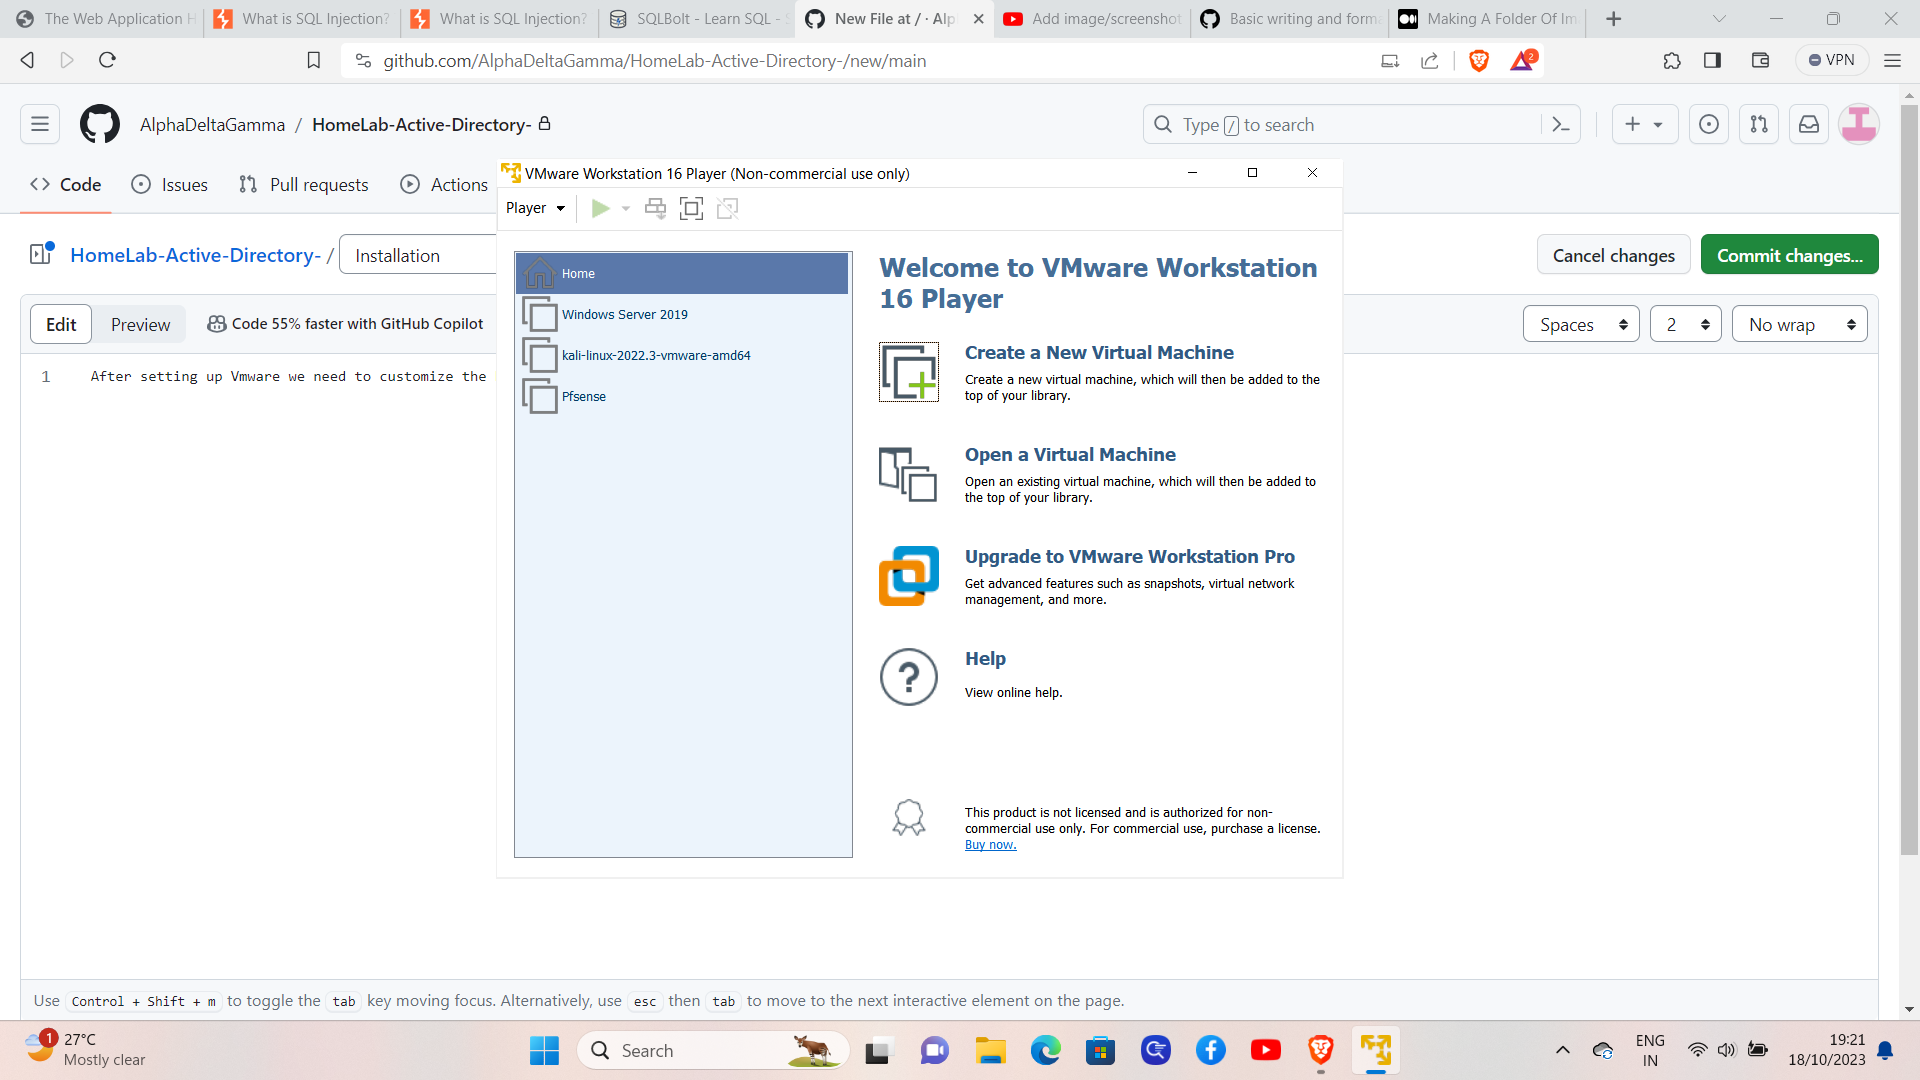 The Web Application H
What is SQL Injection?
What is SQL Injection?
SQLBolt - Learn SQL - S
New File at / · Alp
Add image/screenshot
Basic writing and forma
Making A Folder Of Im
github.com/AlphaDeltaGamma/HomeLab-Active-Directory-/new/main
2
VPN
AlphaDeltaGamma / HomeLab-Active-Directory-
Type / to search
Code
Issues
Pull requests
Actions
HomeLab-Active-Directory- /
Installation
Cancel changes
Commit changes...
Edit
Preview
Code 55% faster with GitHub Copilot
Spaces
2
No wrap
1
After setting up Vmware we need to customize the
VMware Workstation 16 Player (Non-commercial use only)
Player
Home
Windows Server 2019
kali-linux-2022.3-vmware-amd64
Pfsense
Welcome to VMware Workstation
16 Player
Create a New Virtual Machine
Create a new virtual machine, which will then be added to the
top of your library.
Open a Virtual Machine
Open an existing virtual machine, which will then be added to
the top of your library.
Upgrade to VMware Workstation Pro
Get advanced features such as snapshots, virtual network
management, and more.
Help
View online help.
This product is not licensed and is authorized for non-
commercial use only. For commercial use, purchase a license.
Buy now.
Use Control + Shift + m to toggle the tab key moving focus. Alternatively, use esc then tab to move to the next interactive element on the page.
1
27°C
Mostly clear
Search
ENG
IN
19:21
18/10/2023